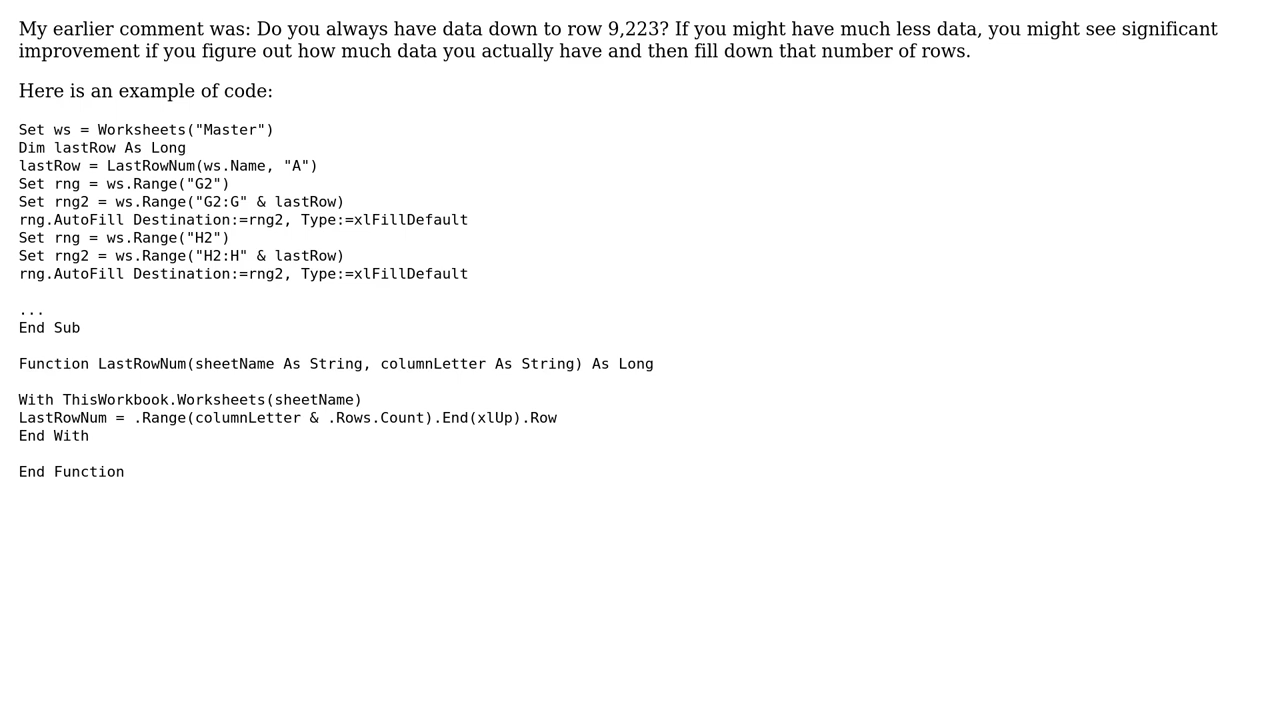 My earlier comment was: Do you always have data down to row 9,223? If you might have much less data, you might see significant
improvement if you figure out how much data you actually have and then fill down that number of rows.
Here is an example of code:
Set ws = Worksheets("Master")
Dim lastRow As Long
lastRow = LastRowNum(ws.Name, "A")
Set rng = ws.Range("G2")
Set rng2 = ws.Range("G2:G" & lastRow)
rng.AutoFill Destination:=rng2, Type:=xlFillDefault
Set rng = ws.Range("H2")
Set rng2 = ws.Range("H2:H" & lastRow)
rng.AutoFill Destination:=rng2, Type:=xlFillDefault
...
End Sub
Function LastRowNum(sheetName As String, columnLetter As String) As Long
With ThisWorkbook.Worksheets(sheetName)
LastRowNum = .Range(columnLetter & .Rows.Count).End(xlUp).Row
End With
End Function